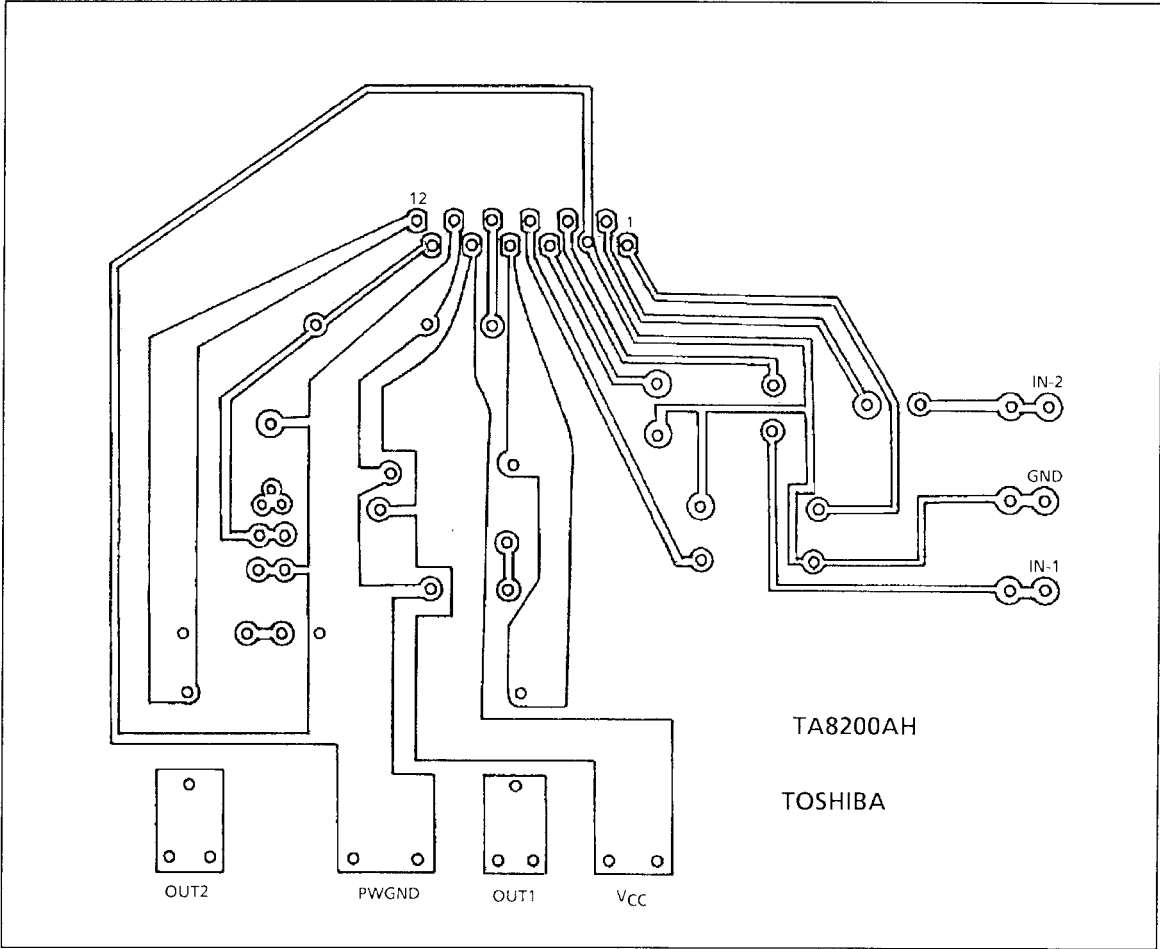 12
1
IN-2
GND
IN-1
TA8200AH
TOSHIBA
OUT2
PWGND
OUT1
VCC